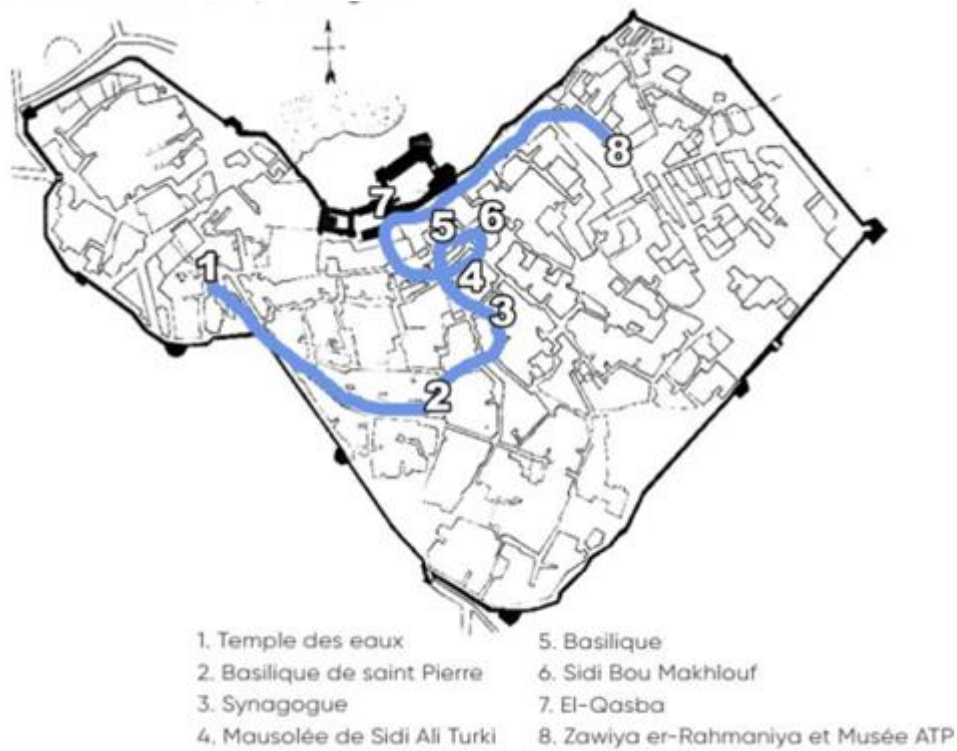 1
2
3
4
5
6
7
8
1. Temple des eaux
2. Basilique de saint Pierre
3. Synagogue
4. Mausolée de Sidi Ali Turki
5. Basilique
6. Sidi Bou Makhlouf
7. El-Qasba
8. Zawiya er-Rahmaniya et Musée ATP